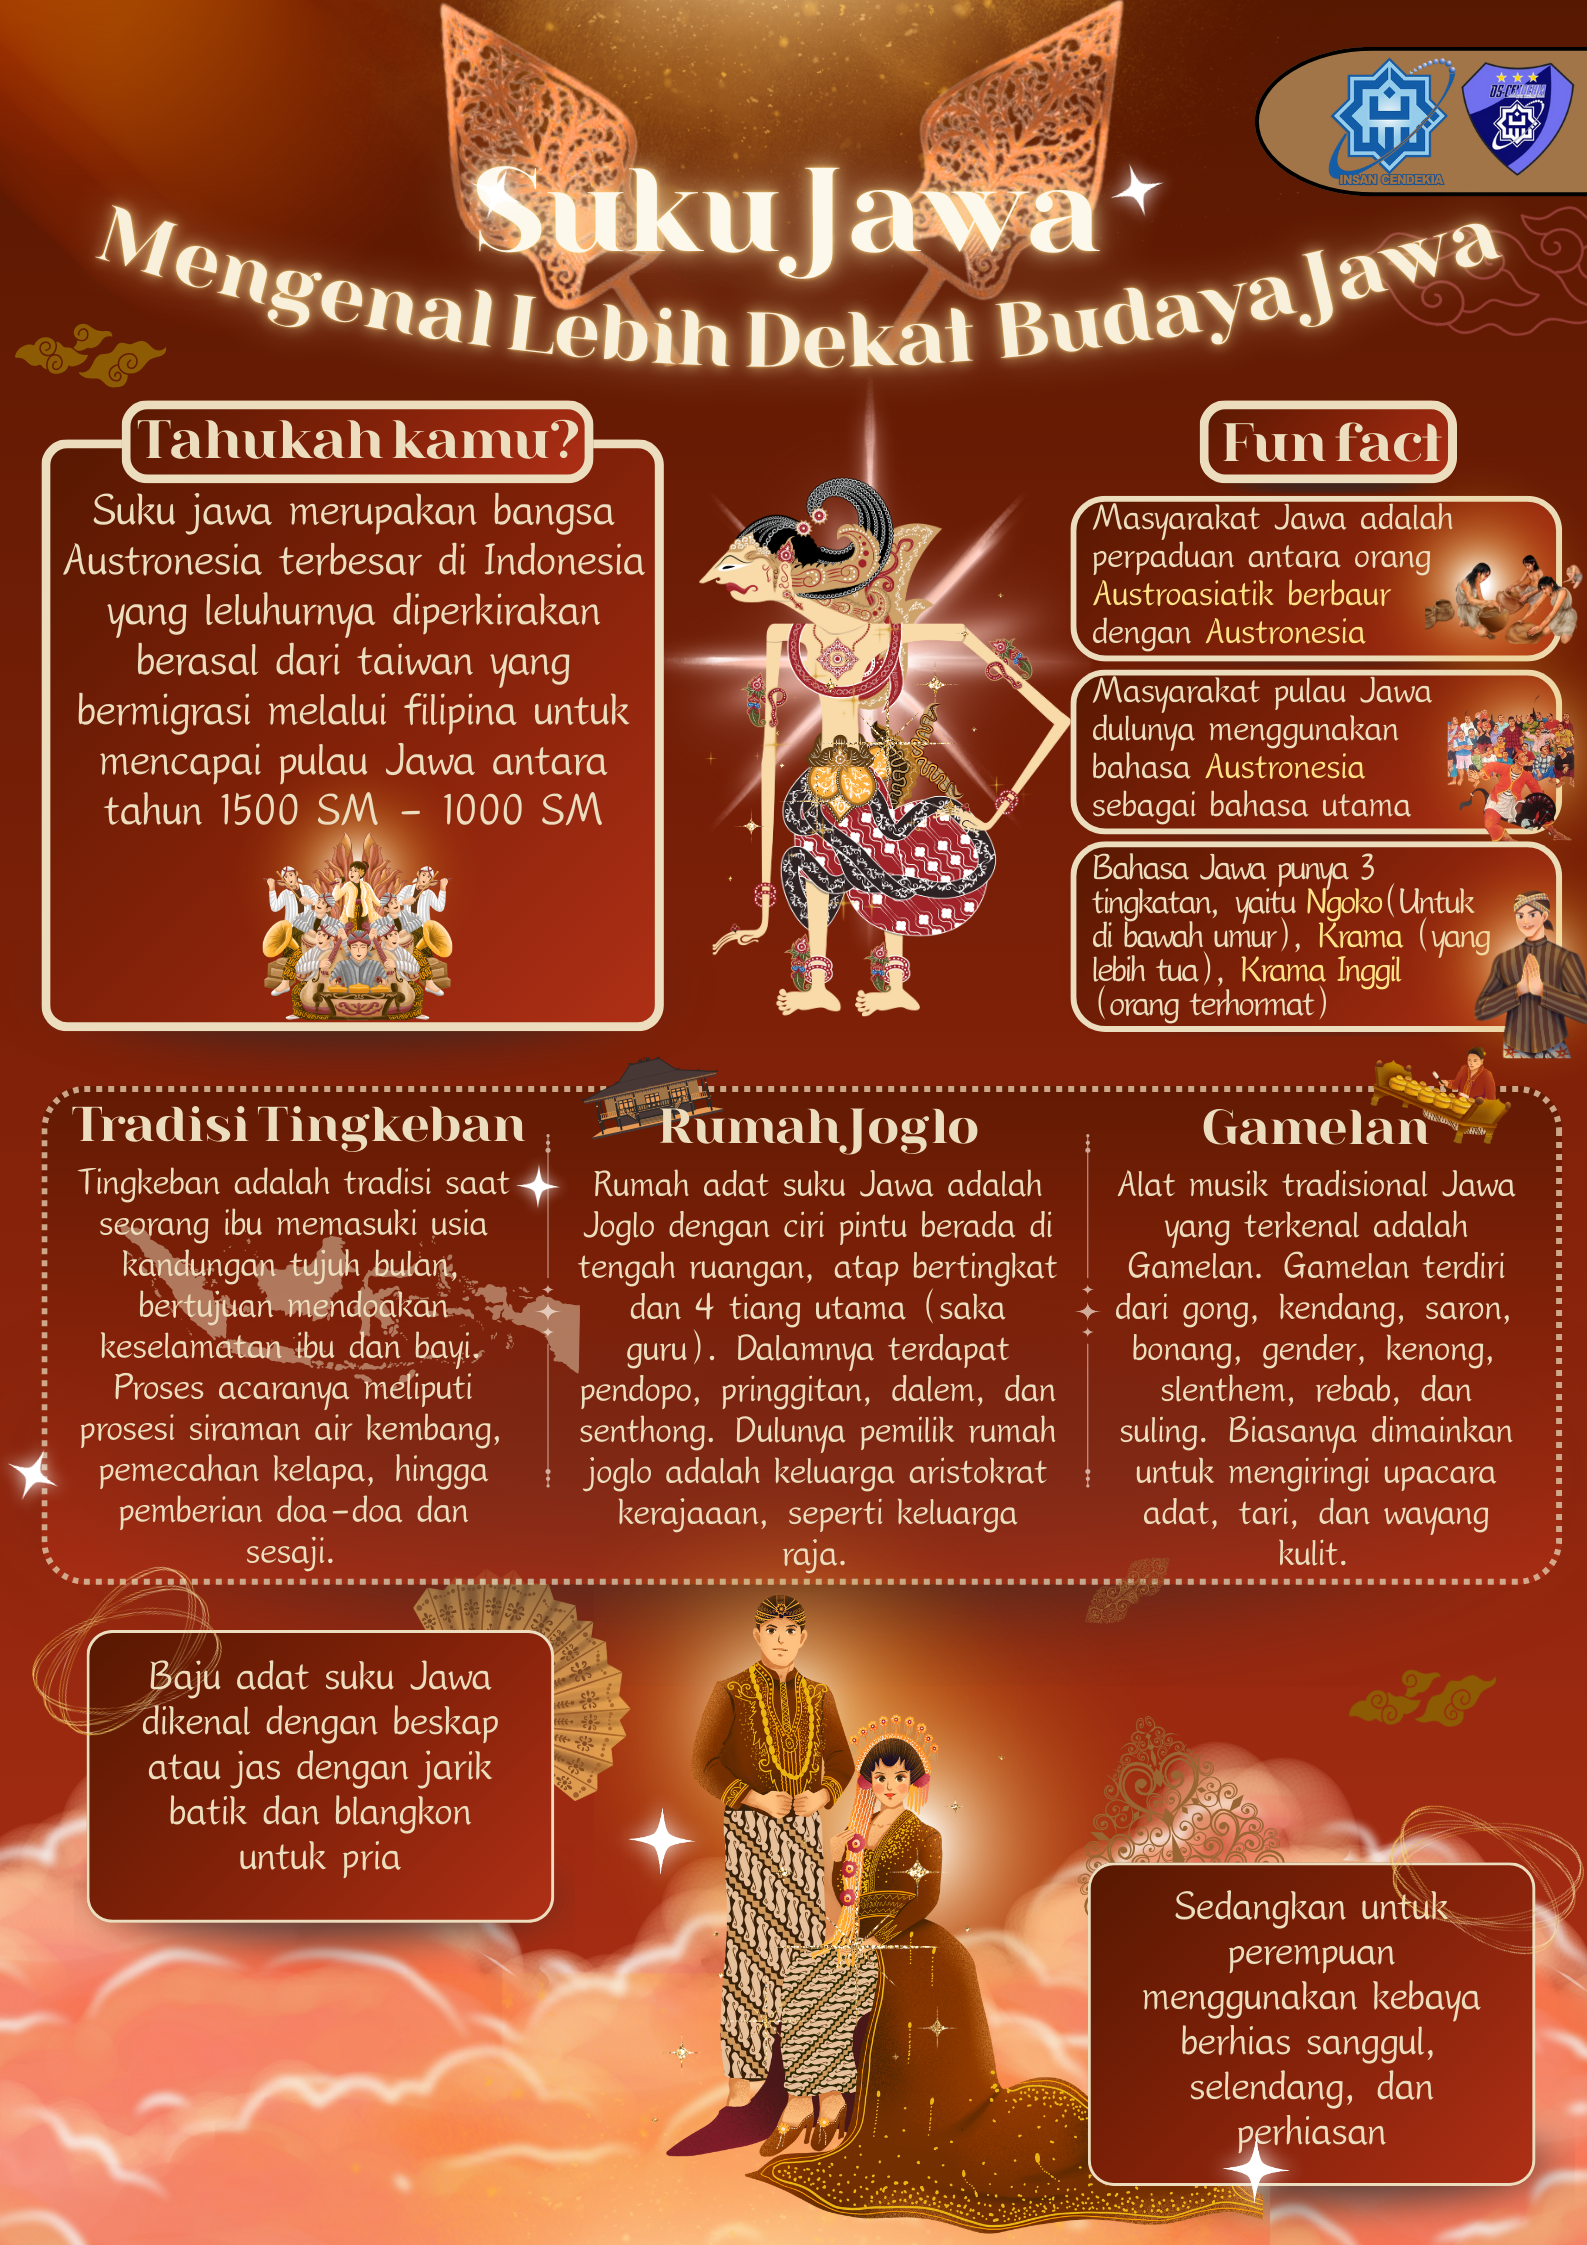 Suku Jawa
Mengenal Lebih Dekat Budaya Jawa
INSAN CENDEKIA
Tahukah kamu?
Suku jawa merupakan bangsa
Austronesia terbesar di Indonesia
yang leluhurnya diperkirakan
berasal dari taiwan yang
bermigrasi melalui filipina untuk
mencapai pulau Jawa antara
tahun 1500 SM - 1000 SM
Fun fact
Masyarakat Jawa adalah
perpaduan antara orang
Austroasiatik berbaur
dengan Austronesia
Masyarakat pulau Jawa
dulunya menggunakan
bahasa Austronesia
sebagai bahasa utama
Bahasa Jawa punya 3
tingkatan, yaitu Ngoko(Untuk
di bawah umur), Krama (yang
lebih tua), Krama Inggil
(orang terhormat)
Tradisi Tingkeban
Tingkeban adalah tradisi saat
seorang ibu memasuki usia
kandungan tujuh bulan,
bertujuan mendoakan
keselamatan ibu dan bayi.
Proses acaranya meliputi
prosesi siraman air kembang,
pemecahan kelapa, hingga
pemberian doa-doa dan
sesaji.
Rumah Joglo
Rumah adat suku Jawa adalah
Joglo dengan ciri pintu berada di
tengah ruangan, atap bertingkat
dan 4 tiang utama (saka
guru). Dalamnya terdapat
pendopo, pringgitan, dalem, dan
senthong. Dulunya pemilik rumah
joglo adalah keluarga aristokrat
kerajaaan, seperti keluarga
raja.
Gamelan
Alat musik tradisional Jawa
yang terkenal adalah
Gamelan. Gamelan terdiri
dari gong, kendang, saron,
bonang, gender, kenong,
slenthem, rebab, dan
suling. Biasanya dimainkan
untuk mengiringi upacara
adat, tari, dan wayang
kulit.
Baju adat suku Jawa
dikenal dengan beskap
atau jas dengan jarik
batik dan blangkon
untuk pria
Sedangkan untuk
perempuan
menggunakan kebaya
berhias sanggul,
selendang, dan
perhiasan